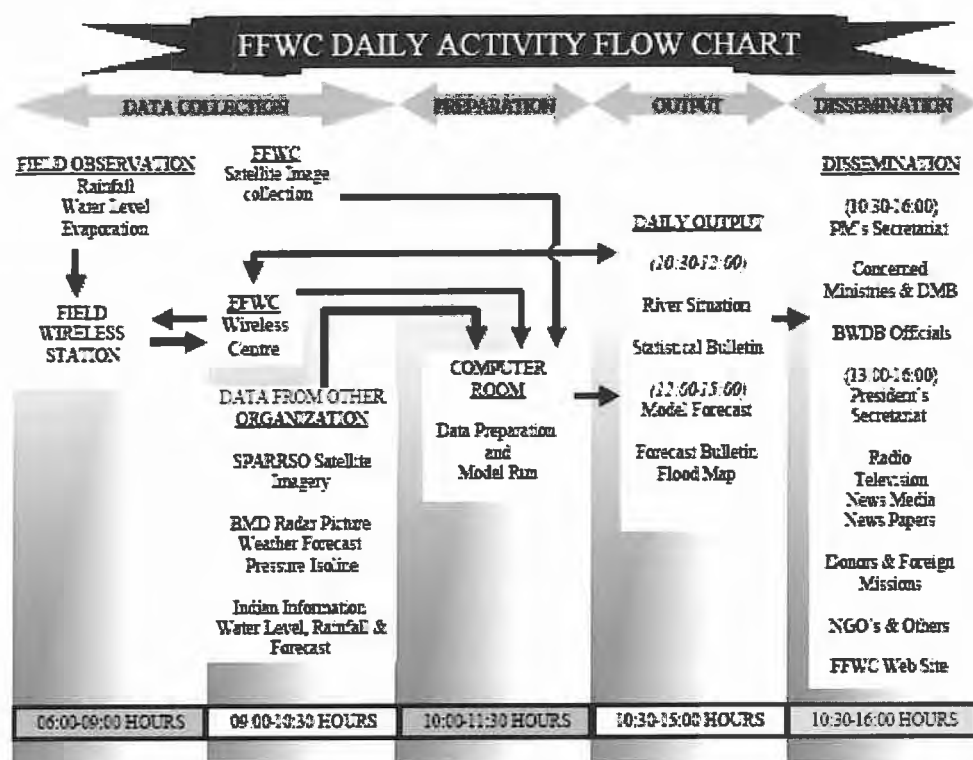 FFWC DAILY ACTIVITY FLOW CHART
DATA COLLECTION
PREPARATION
OUTPUT
DISSEMINATION
FIELD OBSERVATION
Rainfall
Water Level
Evaporation
FIELD
WIRELESS
STATION
FFWC
Satellite Image
collection
FFWC
Wireless
Centre
DATA FROM OTHER
ORGANIZATION
SPARRSO Satellite
Imagery
BMD Radar Picture
Weather Forecast
Pressure Isoline
Indian Information
Water Level, Rainfall &
Forecast
COMPUTER
ROOM
Data Preparation
and
Model Run
DAILY OUTPUT
(10:30-12:00)
River Situation
Statistical Bulletin
(12:00-15:00)
Model Forecast
Forecast Bulletin
Flood Map
DISSEMINATION
(10:30-16:00)
PM's Secretariat
Concerned
Ministries & DMB
BWDB Officials
(13:00-16:00)
President's
Secretariat
Radio
Television
News Media
News Papers
Donors & Foreign
Missions
NGO's & Others
FFWC Web Site
06:00-09:00 HOURS
09:00-10:30 HOURS
10:00-11:30 HOURS
10:30-15:00 HOURS
10:30-16:00 HOURS